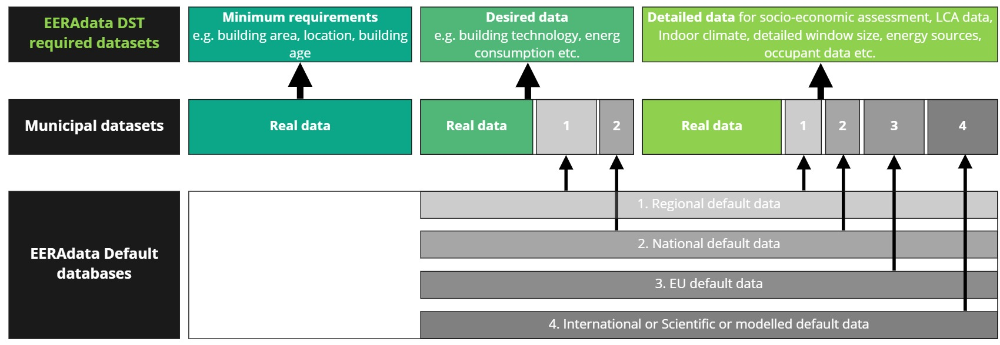 EERAdata DST
required datasets
Minimum requirements
e.g. building area, location, building
age
Desired data
e.g. building technology, energ
consumption etc.
Detailed data for socio-economic assessment, LCA data,
Indoor climate, detailed window size, energy sources,
occupant data etc.
Municipal datasets
Real data
Real data
1
2
Real data
1
2
3
4
EERAdata Default
databases
1. Regional default data
2. National default data
3. EU default data
4. International or Scientific or modelled default data